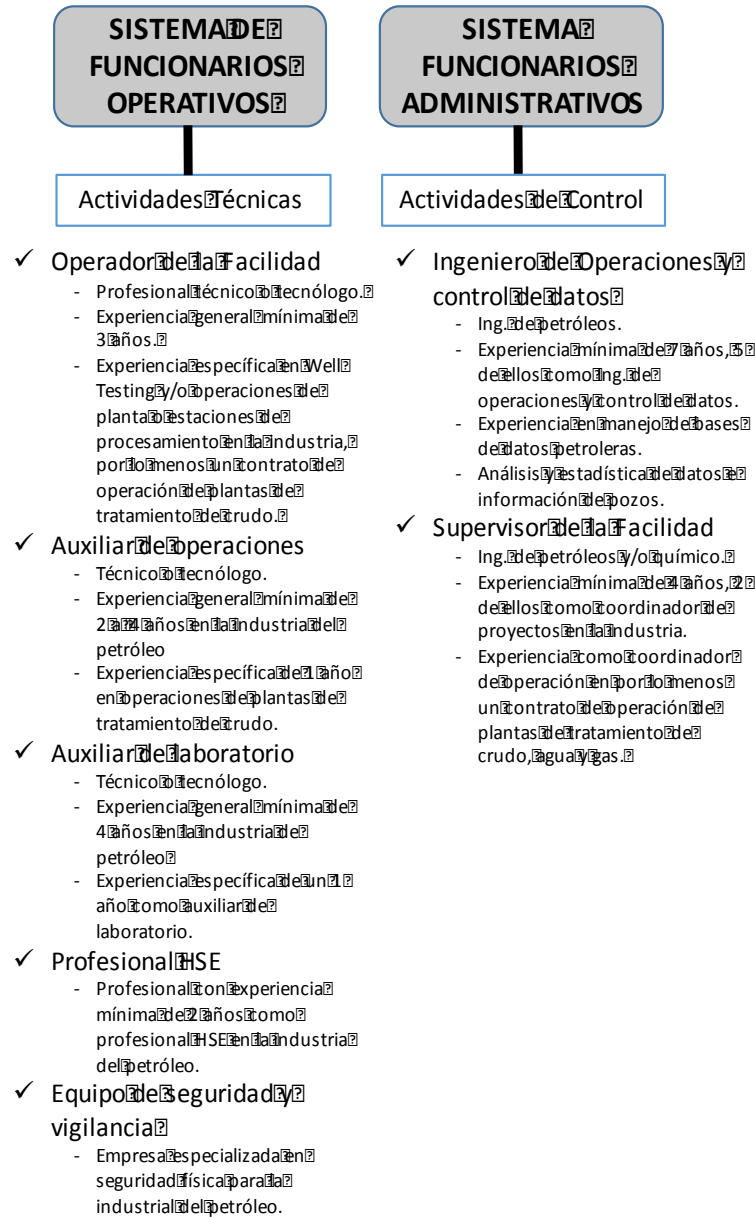 SISTEMA DE
FUNCIONARIOS
OPERATIVOS
Actividades Técnicas
✓ Operador de la Facilidad
- Profesional técnico o tecnólogo.
- Experiencia general mínima de
3 años.
- Experiencia específica en Well
Testing y/o operaciones de
planta o estaciones de
procesamiento en la industria,
por lo menos un contrato de
operación de plantas de
tratamiento de crudo.
✓ Auxiliar de operaciones
- Técnico o tecnólogo.
- Experiencia general mínima de
2 a 4 años en la industria del
petróleo
- Experiencia específica de 1 año
en operaciones de plantas de
tratamiento de crudo.
✓ Auxiliar de laboratorio
- Técnico o tecnólogo.
- Experiencia general mínima de
4 años en la industria de
petróleo
- Experiencia específica de un 1
año como auxiliar de
laboratorio.
✓ Profesional HSE
- Profesional con experiencia
mínima de 2 años como
profesional HSE en la industria
del petróleo.
✓ Equipo de seguridad y
vigilancia
- Empresa especializada en
seguridad física para la
industrial del petróleo.
SISTEMA
FUNCIONARIOS
ADMINISTRATIVOS
Actividades de Control
✓ Ingeniero de Operaciones y
control de datos
- Ing. de petróleos.
- Experiencia mínima de 7 años, 5
de ellos como Ing. de
operaciones y control de datos.
- Experiencia en manejo de bases
de datos petroleras.
- Análisis y estadística de datos e
información de pozos.
✓ Supervisor de la Facilidad
- Ing. de petróleos y/o químico.
- Experiencia mínima de 4 años, 2
de ellos como coordinador de
proyectos en la industria.
- Experiencia como coordinador
de operación en por lo menos
un contrato de operación de
plantas de tratamiento de
crudo, agua y gas.